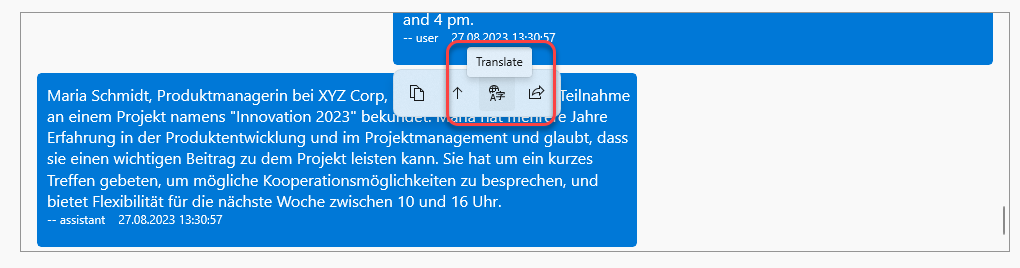 and 4 pm.
-- user 27.08.2023 13:30:57
Translate
Maria Schmidt, Produktmanagerin bei XYZ Corp, Teilnahme
an einem Projekt namens "Innovation 2023" bekundet. Maria hat mehrere Jahre
Erfahrung in der Produktentwicklung und im Projektmanagement und glaubt, dass
sie einen wichtigen Beitrag zu dem Projekt leisten kann. Sie hat um ein kurzes
Treffen gebeten, um mögliche Kooperationsmöglichkeiten zu besprechen, und
bietet Flexibilität für die nächste Woche zwischen 10 und 16 Uhr.
-- assistant 27.08.2023 13:30:57